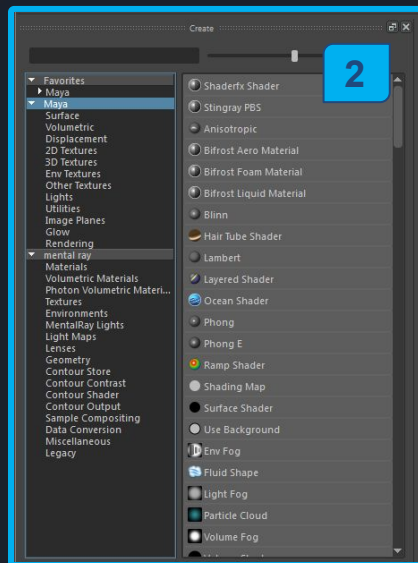 Create
2
Favorites
Maya
Maya
Surface
Volumetric
Displacement
2D Textures
3D Textures
Env Textures
Other Textures
Lights
Utilities
Image Planes
Glow
Rendering
mental ray
Materials
Volumetric Materials
Photon Volumetric Materi...
Textures
Environments
MentalRay Lights
Light Maps
Lenses
Geometry
Contour Store
Contour Contrast
Contour Shader
Contour Output
Sample Compositing
Data Conversion
Miscellaneous
Legacy
Shaderfx Shader
Stingray PBS
Anisotropic
Bifrost Aero Material
Bifrost Foam Material
Bifrost Liquid Material
Blinn
Hair Tube Shader
Lambert
Layered Shader
Ocean Shader
Phong
Phong E
Ramp Shader
Shading Map
Surface Shader
Use Background
Env Fog
Fluid Shape
Light Fog
Particle Cloud
Volume Fog